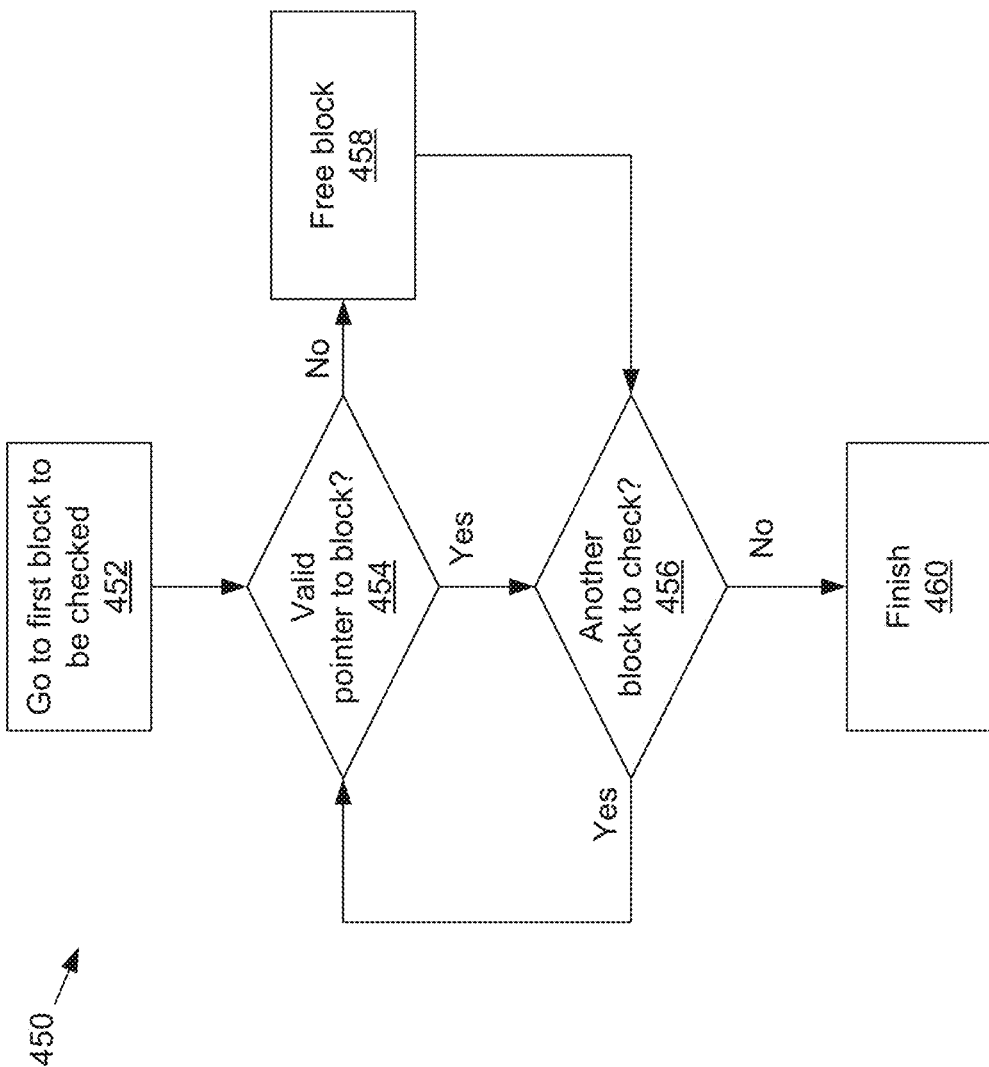 450
Go to first block to
be checked
452
Valid
pointer to block?
454
No
Free block
458
Yes
Another
block to check?
456
Yes
No
Finish
460